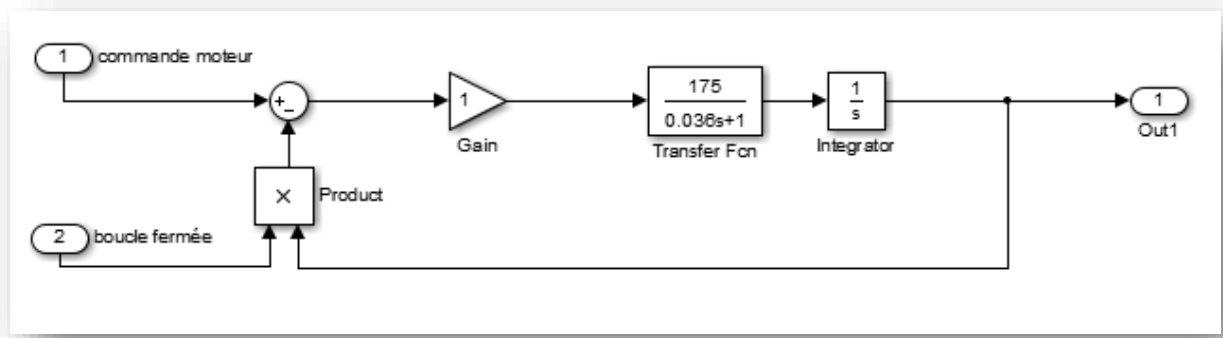 1
commande moteur
+
_
1
Gain
175
0.036s+1
Transfer Fcn
1
s
Integrator
1
Out1
×
Product
2
boucle fermée